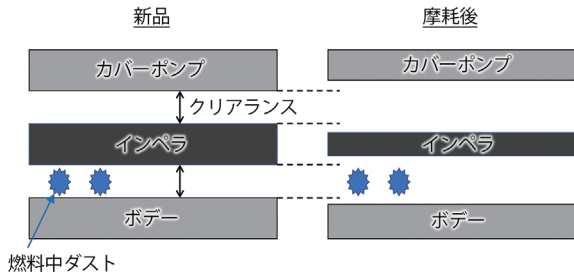 新品
摩耗後
カバーポンプ
カバーポンプ
クリアランス
インペラ
インペラ
ボデー
ボデー
燃料中ダスト